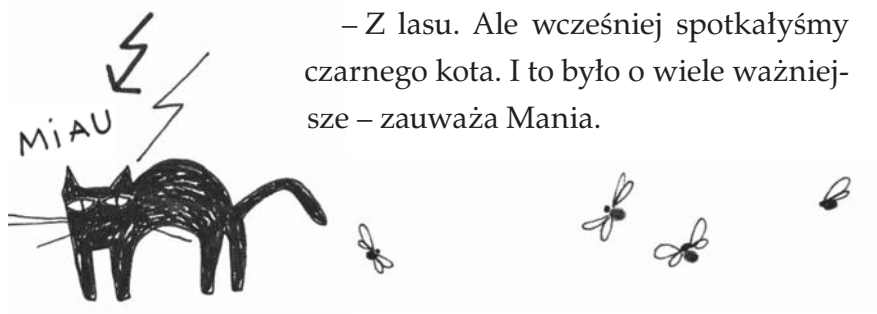 – Z lasu. Ale wcześniej spotkałyśmy
czarnego kota. I to było o wiele ważniej-
sze – zauważa Mania.
MiAU